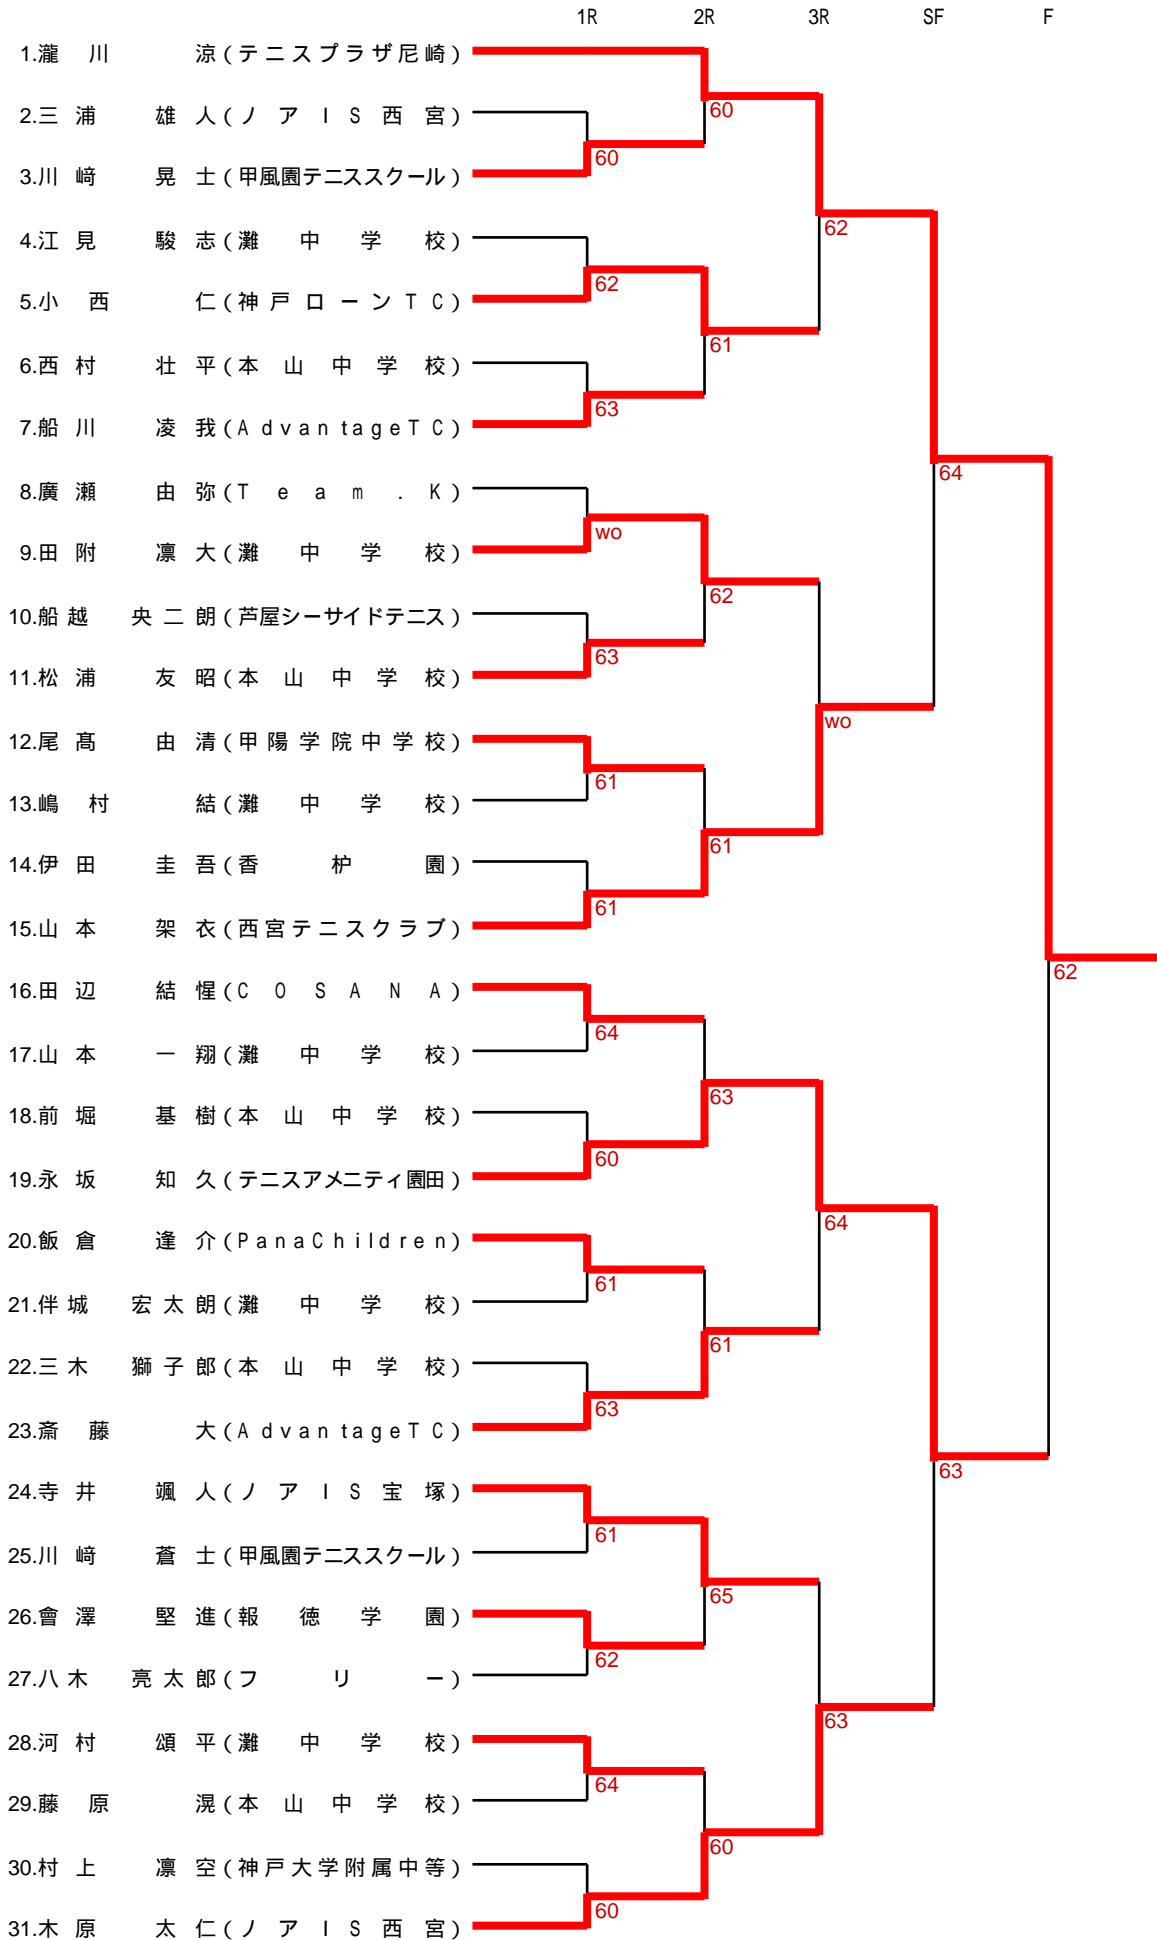 1R 2R 3R SF F
1.瀧川 涼(テニスプラザ尼崎)
60
2.三浦 雄人(ノアIS西宮)
60
3.川﨑 晃士(甲風園テニススクール)
62
4.江見 駿志(灘中学校)
62
5.小西 仁(神戸ローンTC)
61
6.西村 壮平(本山中学校)
63
7.船川 凌我(AdvantageTC)
64
8.廣瀬 由弥(Team.K)
wo
9.田附 凛大(灘中学校)
62
10.船越 央二朗(芦屋シーサイドテニス)
63
11.松浦 友昭(本山中学校)
wo
12.尾髙 由清(甲陽学院中学校)
61
13.嶋村 結(灘中学校)
61
14.伊田 圭吾(香枦園)
61
15.山本 架衣(西宮テニスクラブ)
62
16.田辺 結惺(COSANA)
64
17.山本 一翔(灘中学校)
63
18.前堀 基樹(本山中学校)
60
19.永坂 知久(テニスアメニティ園田)
64
20.飯倉 逢介(PanaChildren)
61
21.伴城 宏太朗(灘中学校)
61
22.三木 獅子郎(本山中学校)
63
23.斎藤 大(AdvantageTC)
63
24.寺井 颯人(ノアIS宝塚)
61
25.川﨑 蒼士(甲風園テニススクール)
65
26.會澤 堅進(報徳学園)
62
27.八木 亮太郎(フリー)
63
28.河村 頌平(灘中学校)
64
29.藤原 滉(本山中学校)
60
30.村上 凛空(神戸大学附属中等)
60
31.木原 太仁(ノアIS西宮)